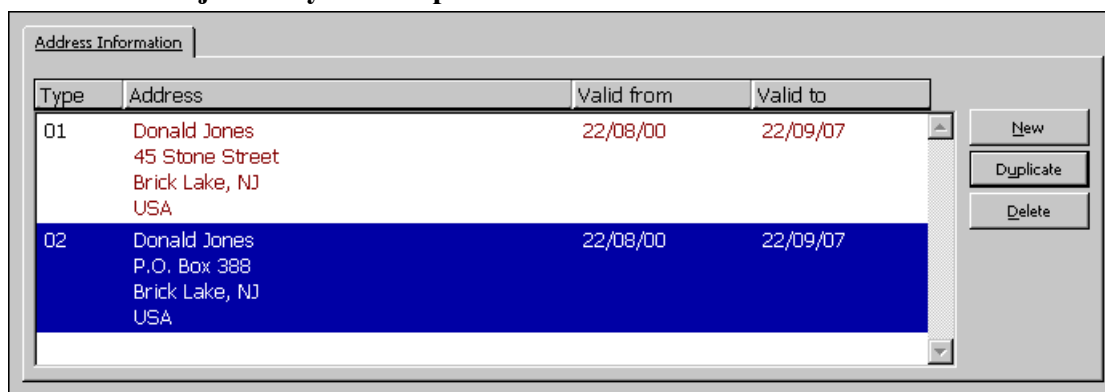 Address Information
Type Address Valid from Valid to
01 Donald Jones 22/08/00 22/09/07
45 Stone Street
Brick Lake, NJ
USA
02 Donald Jones 22/08/00 22/09/07
P.O. Box 388
Brick Lake, NJ
USA
New
Duplicate
Delete